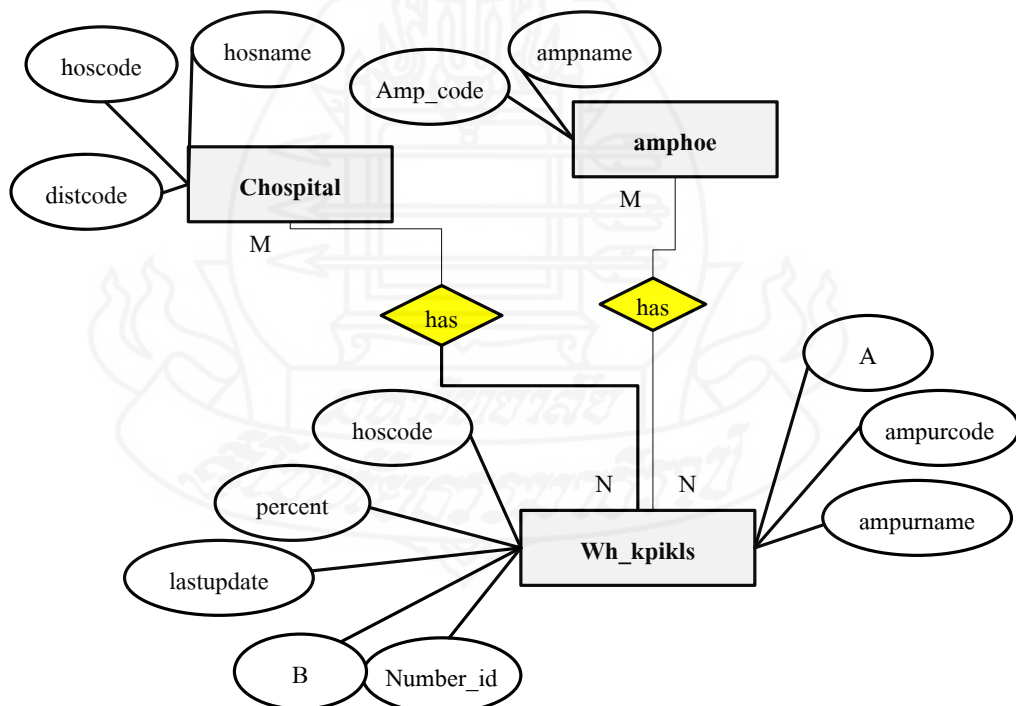 hosname
ampname
hoscode
Amp_code
amphoe
Chospital
distcode
M
M
has
has
A
hoscode
ampurcode
N
N
percent
ampurname
Wh_kpikls
lastupdate
B
Number_id